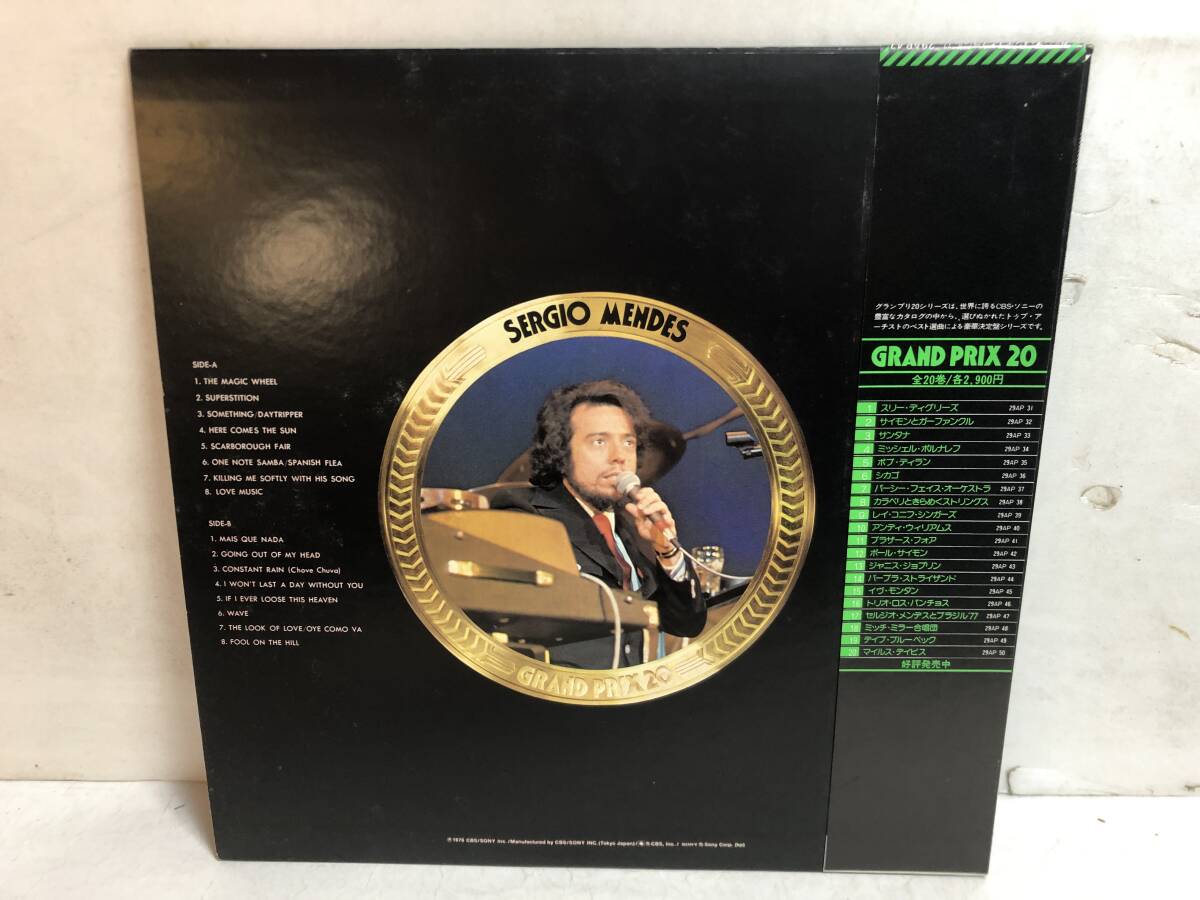 SERGIO MENDES
GRAND PRIX 20
SIDE-A
1. THE MAGIC WHEEL
2. SUPERSTITION
3. SOMETHING/DAYTRIPPER
4. HERE COMES THE SUN
5. SCARBOROUGH FAIR
6. ONE NOTE SAMBA/SPANISH FLEA
7. KILLING ME SOFTLY WITH HIS SONG
8. LOVE MUSIC
SIDE-B
1. MAIS QUE NADA
2. GOING OUT OF MY HEAD
3. CONSTANT RAIN (Chove Chuva)
4. I WON'T LAST A DAY WITHOUT YOU
5. IF I EVER LOOSE THIS HEAVEN
6. WAVE
7. THE LOOK OF LOVE/OYE COMO VA
8. FOOL ON THE HILL
℗ 1976 CBS/SONY Inc. /Manufactured by CBS/SONY INC. (Tokyo Japan)/
CBS, Inc., / SONY Sony Corp.
グランプリ20シリーズは、世界に誇るCBS・ソニーの
豊富なカタログの中から、選びぬかれたトップ・ア
ーチストのベスト選曲による豪華決定盤シリーズです。
GRAND PRIX 20
全20巻/各2,900円
1 スリー・ディグリーズ 29AP 31
2 サイモンとガーファンクル 29AP 32
3 サンタナ 29AP 33
4 ミッシェル・ポルナレフ 29AP 34
5 ボブ・ディラン 29AP 35
6 シカゴ 29AP 36
7 パーシー・フェイス・オーケストラ 29AP 37
8 カラベリときらめくストリングス 29AP 38
9 レイ・コニフ・シンガーズ 29AP 39
10 アンディ・ウィリアムス 29AP 40
11 ブラザース・フォア 29AP 41
12 ポール・サイモン 29AP 42
13 ジャニス・ジョプリン 29AP 43
14 バーブラ・ストライザンド 29AP 44
15 イヴ・モンタン 29AP 45
16 トリオ・ロス・パンチョス 29AP 46
17 セルジオ・メンデスとブラジル'77 29AP 47
18 ミッチ・ミラー合唱団 29AP 48
19 デイブ・ブルーベック 29AP 49
20 マイルス・デイビス 29AP 50
好評発売中